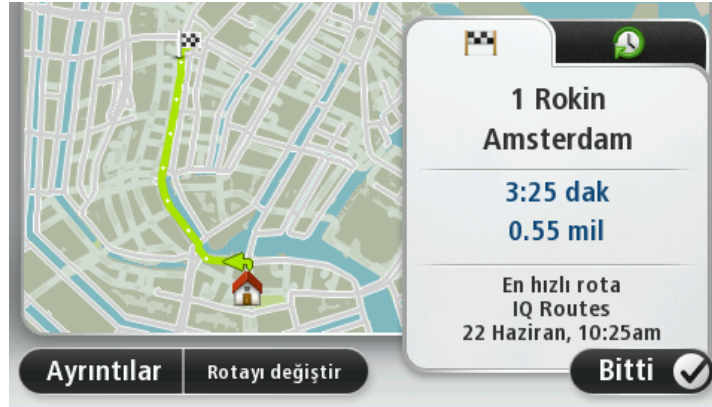 1 Rokin
Amsterdam
3:25 dak
0.55 mil
En hızlı rota
IQ Routes
22 Haziran, 10:25am
Ayrıntılar
Rotayı değiştir
Bitti